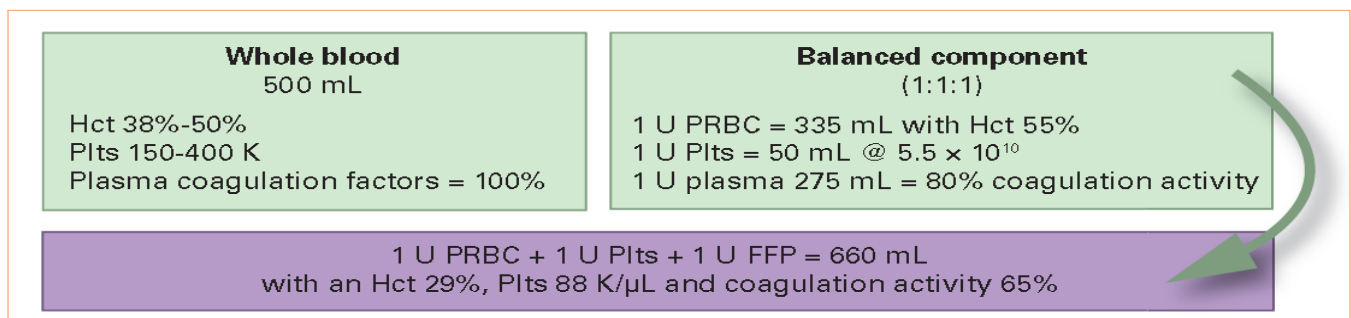 Whole blood
500 mL
Hct 38%-50%
Plts 150-400 K
Plasma coagulation factors = 100%
Balanced component
(1:1:1)
1 U PRBC = 335 mL with Hct 55%
1 U Plts = 50 mL @ 5.5 × 10¹⁰
1 U plasma 275 mL = 80% coagulation activity
1 U PRBC + 1 U Plts + 1 U FFP = 660 mL
with an Hct 29%, Plts 88 K/μL and coagulation activity 65%